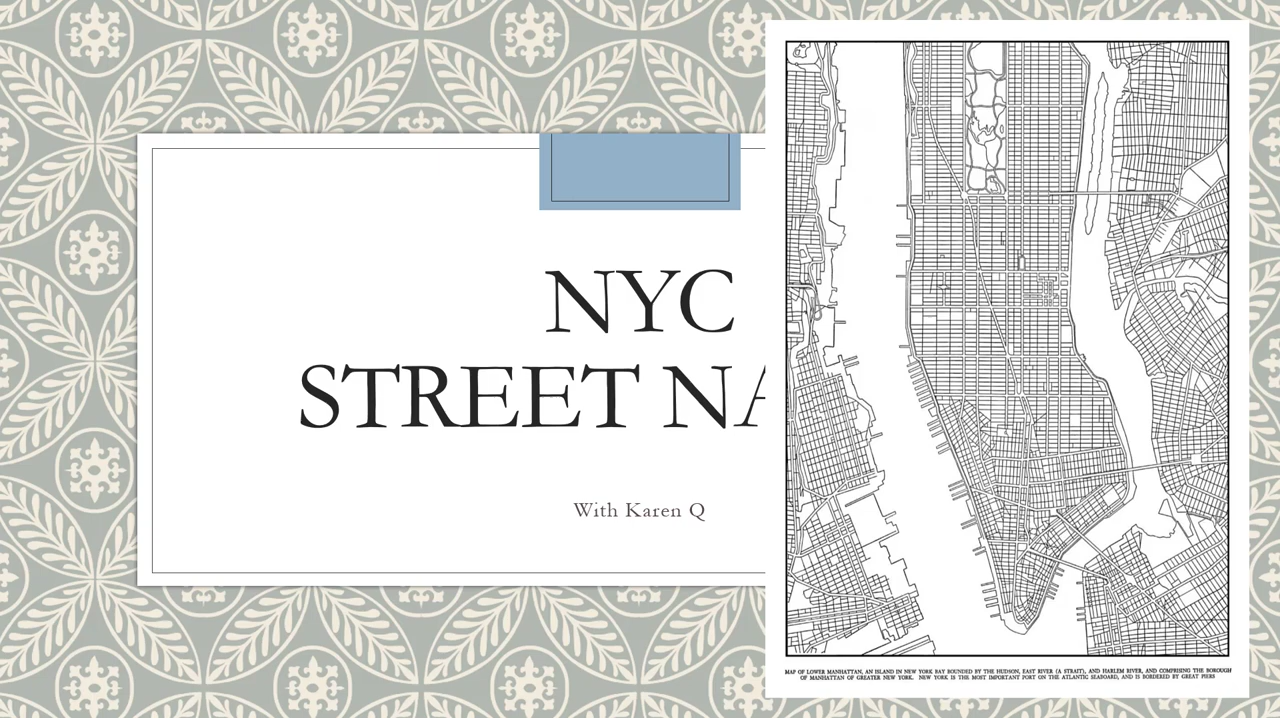 NYC
STREET NA
With Karen Q
MAP OF LOWER MANHATTAN, AN ISLAND IN NEW YORK BAY BOUNDED BY THE HUDSON, EAST RIVER (A STRAIT), AND HARLEM RIVER, AND COMPRISING THE BOROUGH
OF MANHATTAN OF GREATER NEW YORK. NEW YORK IS THE MOST IMPORTANT PORT ON THE ATLANTIC SEABOARD, AND IS BORDERED BY GREAT PIERS